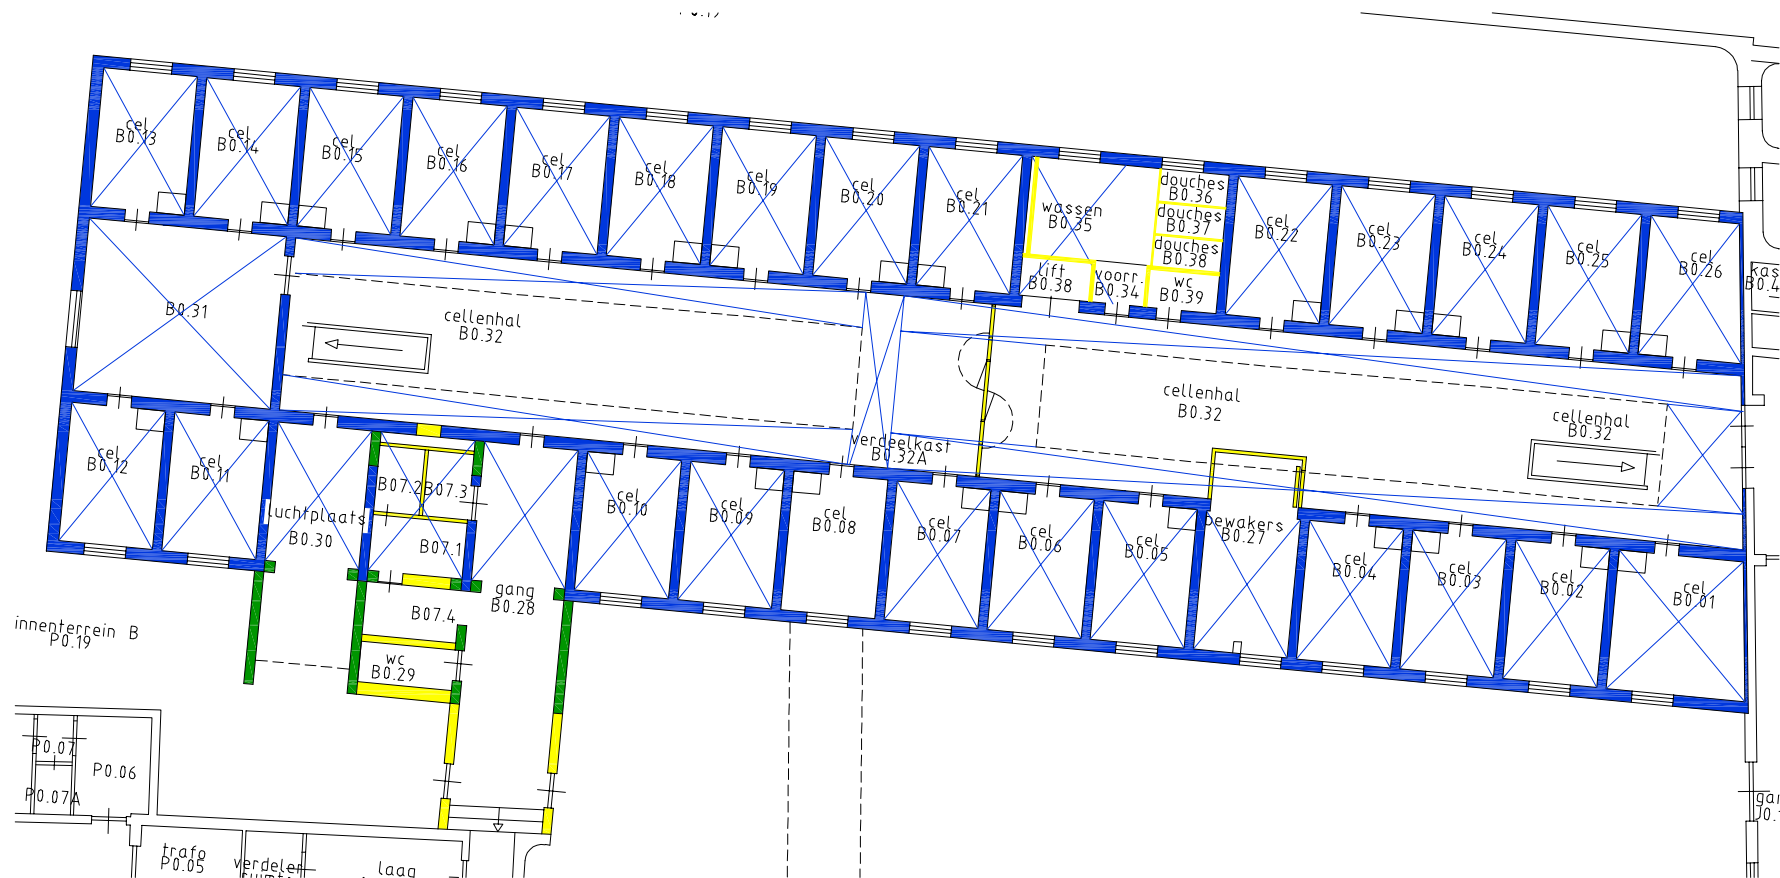 cel
B0.13
cel
B0.14
cel
B0.15
cel
B0.16
cel
B0.17
cel
B0.18
cel
B0.19
cel
B0.20
cel
B0.21
wassen
B0.35
douches
B0.36
douches
B0.37
douches
B0.38
lift
B0.38
voorr.
B0.34
wc
B0.39
cel
B0.22
cel
B0.23
cel
B0.24
cel
B0.25
cel
B0.26
B0.31
cellenhal
B0.32
cellenhal
B0.32
cellenhal
B0.32
verdeelkast
B0.32A
cel
B0.12
cel
B0.11
luchtplaats
B0.30
B07.2
B07.3
B07.1
B07.4
wc
B0.29
gang
B0.28
cel
B0.10
cel
B0.09
cel
B0.08
cel
B0.07
cel
B0.06
cel
B0.05
bewakers
B0.27
cel
B0.04
cel
B0.03
cel
B0.02
cel
B0.01
innenterrein B
P0.19
P0.07
P0.06
P0.07A
trafo
P0.05
verdeler
laag